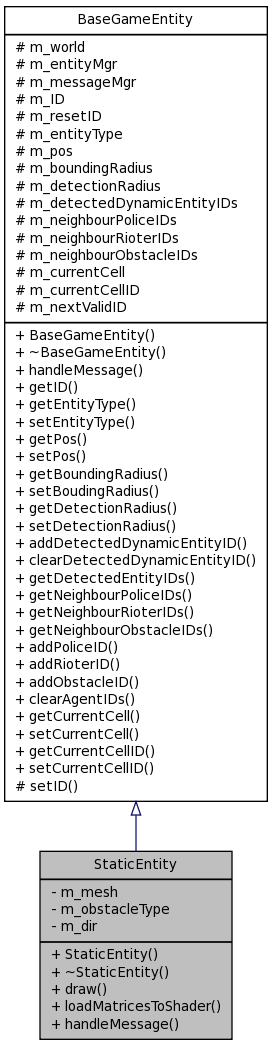 BaseGameEntity
# m_world
# m_entityMgr
# m_messageMgr
# m_ID
# m_resetID
# m_entityType
# m_pos
# m_boundingRadius
# m_detectionRadius
# m_detectedDynamicEntityIDs
# m_neighbourPoliceIDs
# m_neighbourRioterIDs
# m_neighbourObstacleIDs
# m_currentCell
# m_currentCellID
# m_nextValidID
+ BaseGameEntity()
+ ~BaseGameEntity()
+ handleMessage()
+ getID()
+ getEntityType()
+ setEntityType()
+ getPos()
+ setPos()
+ getBoundingRadius()
+ setBoudingRadius()
+ getDetectionRadius()
+ setDetectionRadius()
+ addDetectedDynamicEntityID()
+ clearDetectedDynamicEntityID()
+ getDetectedEntityIDs()
+ getNeighbourPoliceIDs()
+ getNeighbourRioterIDs()
+ getNeighbourObstacleIDs()
+ addPoliceID()
+ addRioterID()
+ addObstacleID()
+ clearAgentIDs()
+ getCurrentCell()
+ setCurrentCell()
+ getCurrentCellID()
+ setCurrentCellID()
# setID()
StaticEntity
- m_mesh
- m_obstacleType
- m_dir
+ StaticEntity()
+ ~StaticEntity()
+ draw()
+ loadMatricesToShader()
+ handleMessage()